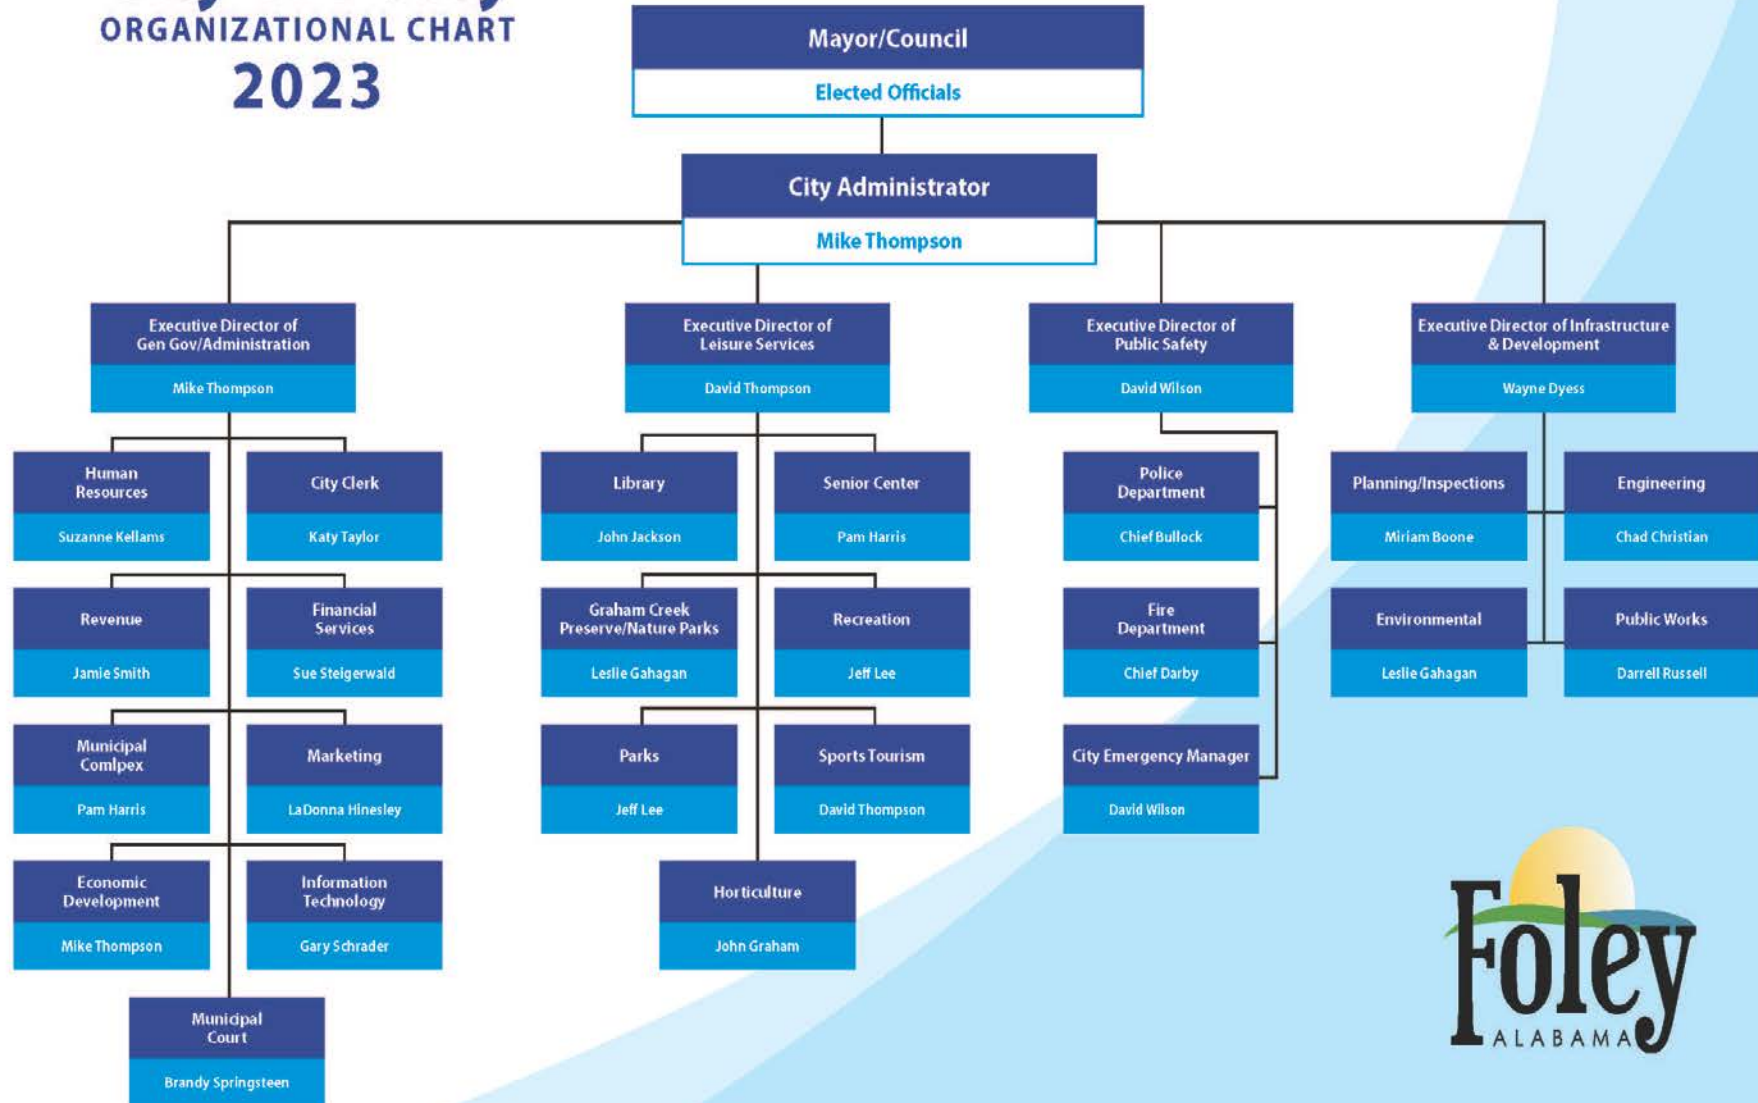 ORGANIZATIONAL CHART
2023
Mayor/Council
Elected Officials
City Administrator
Mike Thompson
Executive Director of
Gen Gov/Administration
Mike Thompson
Executive Director of
Leisure Services
David Thompson
Executive Director of
Public Safety
David Wilson
Executive Director of Infrastructure
& Development
Wayne Dyess
Human
Resources
Suzanne Kellams
City Clerk
Katy Taylor
Library
John Jackson
Senior Center
Pam Harris
Police
Department
Chief Bullock
Planning/Inspections
Miriam Boone
Engineering
Chad Christian
Revenue
Jamie Smith
Financial
Services
Sue Steigerwald
Graham Creek
Preserve/Nature Parks
Leslie Gahagan
Recreation
Jeff Lee
Fire
Department
Chief Darby
Environmental
Leslie Gahagan
Public Works
Darrell Russell
Municipal
Comlpex
Pam Harris
Marketing
LaDonna Hinesley
Parks
Jeff Lee
Sports Tourism
David Thompson
City Emergency Manager
David Wilson
Economic
Development
Mike Thompson
Information
Technology
Gary Schrader
Horticulture
John Graham
Municipal
Court
Brandy Springsteen
Foley
ALABAMA